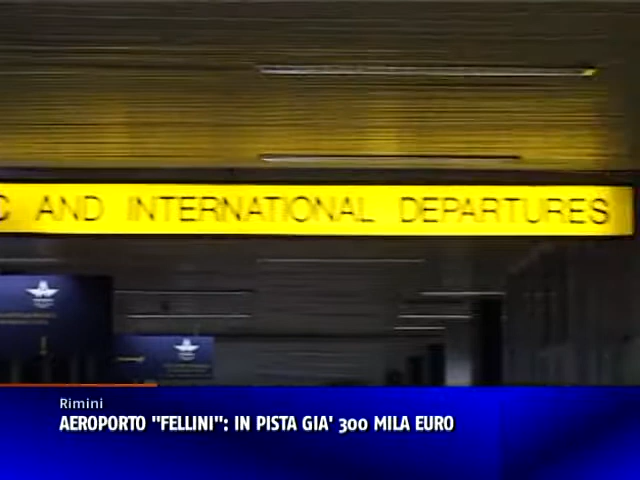 C AND INTERNATIONAL DEPARTURES
Rimini
AEROPORTO "FELLINI": IN PISTA GIA' 300 MILA EURO